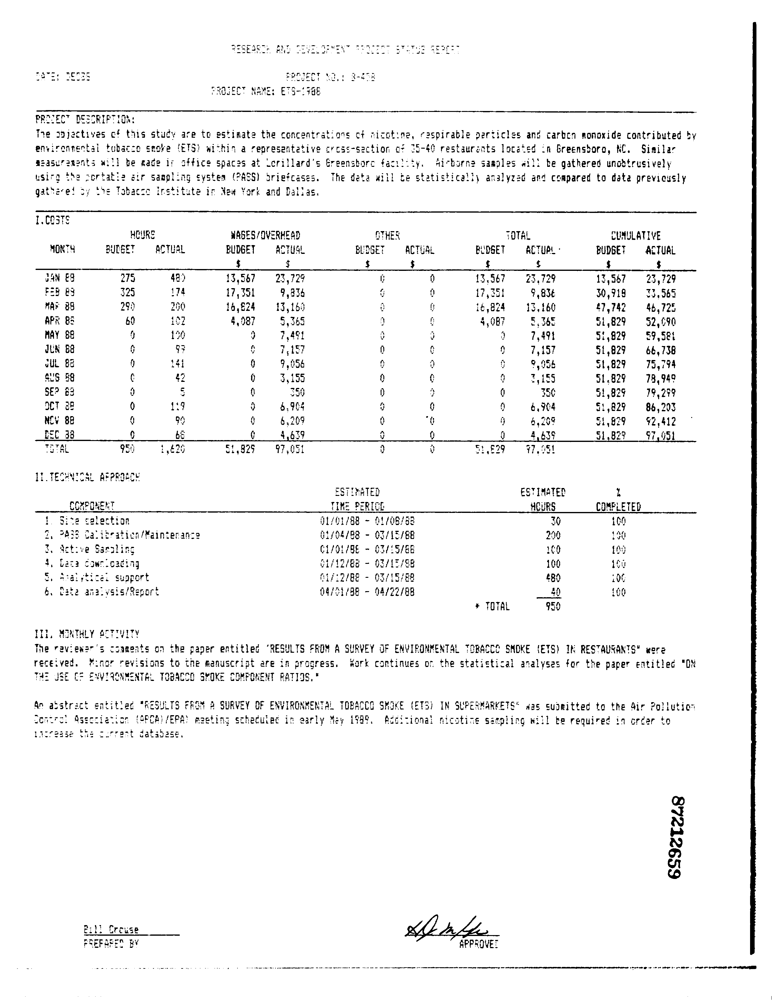 RESEARCH AND DEVELOPMENT PROJECT STATUS REPORT
DATE: DEC88 PROJECT NO.:
PROJECT NAME: ETS-1988
PROJECT DESCRIPTION:
The objectives of this study are to estimate the concentrations of nicotine, respirable particles and carbon monoxide contributed by
environmental tobacco smoke (ETS) within a representative cross-section of 35-40 restaurants located in Greensboro, NC. Similar
measurements will be made in office spaces at Lorillard's Greensboro facility. Airborne samples will be gathered unobtrusively
using the portable air sampling system (PASS) briefcases. The data will be statistically analyzed and compared to data previously
gathered by the Tobacco Institute in New York and Dallas.
I.COSTS
HOURS WAGES/OVERHEAD OTHER TOTAL CUMULATIVE
MONTH BUDGET ACTUAL BUDGET ACTUAL BUDGET ACTUAL BUDGET ACTUAL BUDGET ACTUAL
$ $ $ $ $ $ $ $
JAN 88 275 480 13,567 23,729 0 0 13,567 23,729 13,567 23,729
FEB 88 325 174 17,351 9,836 0 0 17,351 9,836 30,918 33,565
MAR 88 290 200 16,824 13,160 0 0 16,824 13,160 47,742 46,725
APR 88 60 102 4,087 5,365 0 0 4,087 5,365 51,829 52,090
MAY 88 0 100 0 7,491 0 0 0 7,491 51,829 59,581
JUN 88 0 99 0 7,157 0 0 0 7,157 51,829 66,738
JUL 88 0 141 0 9,056 0 0 0 9,056 51,829 75,794
AUG 88 0 42 0 3,155 0 0 0 3,155 51,829 78,949
SEP 88 0 5 0 350 0 0 0 350 51,829 79,299
OCT 88 0 119 0 6,904 0 0 0 6,904 51,829 86,203
NOV 88 0 90 0 6,209 0 0 0 6,209 51,829 92,412
DEC 88 0 68 0 4,639 0 0 0 4,639 51,829 97,051
TOTAL 950 1,620 51,829 97,051 0 0 51,829 97,051
II.TECHNICAL APPROACH
ESTIMATED ESTIMATED %
COMPONENT TIME PERIOD HOURS COMPLETED
1. Site selection 01/01/88 - 01/08/88 30 100
2. PASS Calibration/Maintenance 01/04/88 - 03/15/88 200 100
3. Active Sampling 01/01/88 - 03/15/88 100 100
4. Data downloading 01/12/88 - 03/15/88 100 100
5. Analytical support 01/12/88 - 03/15/88 480 100
6. Data analysis/Report 04/01/88 - 04/22/88 40 100
* TOTAL 950
III. MONTHLY ACTIVITY
The reviewer's comments on the paper entitled "RESULTS FROM A SURVEY OF ENVIRONMENTAL TOBACCO SMOKE (ETS) IN RESTAURANTS" were
received. Minor revisions to the manuscript are in progress. Work continues on the statistical analyses for the paper entitled "ON
THE USE OF ENVIRONMENTAL TOBACCO SMOKE COMPONENT RATIOS."
An abstract entitled "RESULTS FROM A SURVEY OF ENVIRONMENTAL TOBACCO SMOKE (ETS) IN SUPERMARKETS" was submitted to the Air Pollution
Control Association (APCA)/EPA) meeting scheduled in early May 1989. Additional nicotine sampling will be required in order to
increase the current database.
87212659
Bill Crouse
PREPARED BY APPROVED